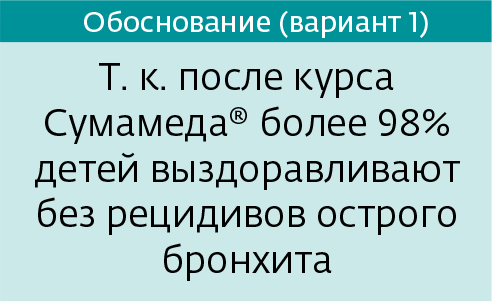 Обоснование (вариант 1)
Т. к. после курса
Сумамеда® более 98%
детей выздоравливают
без рецидивов острого
бронхита